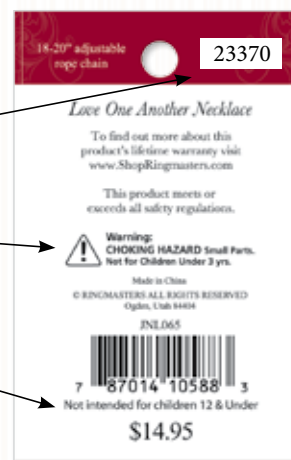 18-20" adjustable
rope chain
23370
Love One Another Necklace
To find out more about this
product's lifetime warranty visit
www.ShopRingmasters.com
This product meets or
exceeds all safety regulations.
Warning:
CHOKING HAZARD Small Parts.
Not for Children Under 3 yrs.
Made in China
© RINGMASTERS ALL RIGHTS RESERVED
Ogden, Utah 84404
JNL065
7 87014 10588 3
Not intended for children 12 & Under
$14.95